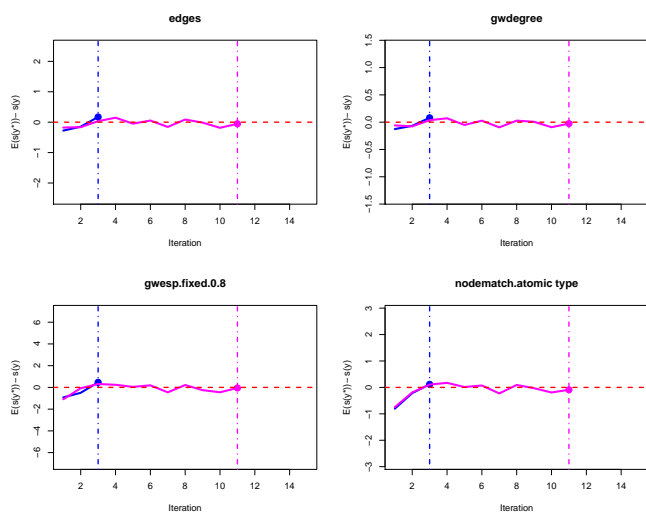 edges
E(s(y*))− s(y)
2
1
0
−1
−2
2 4 6 8 10 12 14
Iteration
gwdegree
E(s(y*))− s(y)
1.5
1.0
0.5
0.0
−0.5
−1.0
−1.5
2 4 6 8 10 12 14
Iteration
gwesp.fixed.0.8
E(s(y*))− s(y)
6
4
2
0
−2
−4
−6
2 4 6 8 10 12 14
Iteration
nodematch.atomic type
E(s(y*))− s(y)
3
2
1
0
−1
−2
−3
2 4 6 8 10 12 14
Iteration